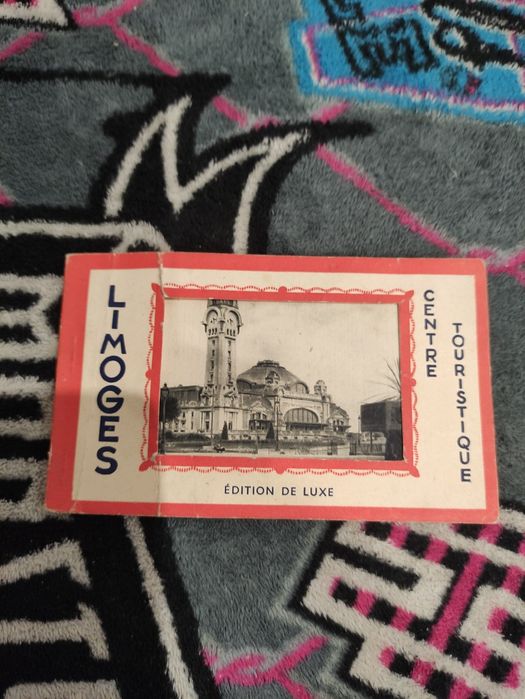 LIMOGES
CENTRE
TOURISTIQUE
ÉDITION DE LUXE